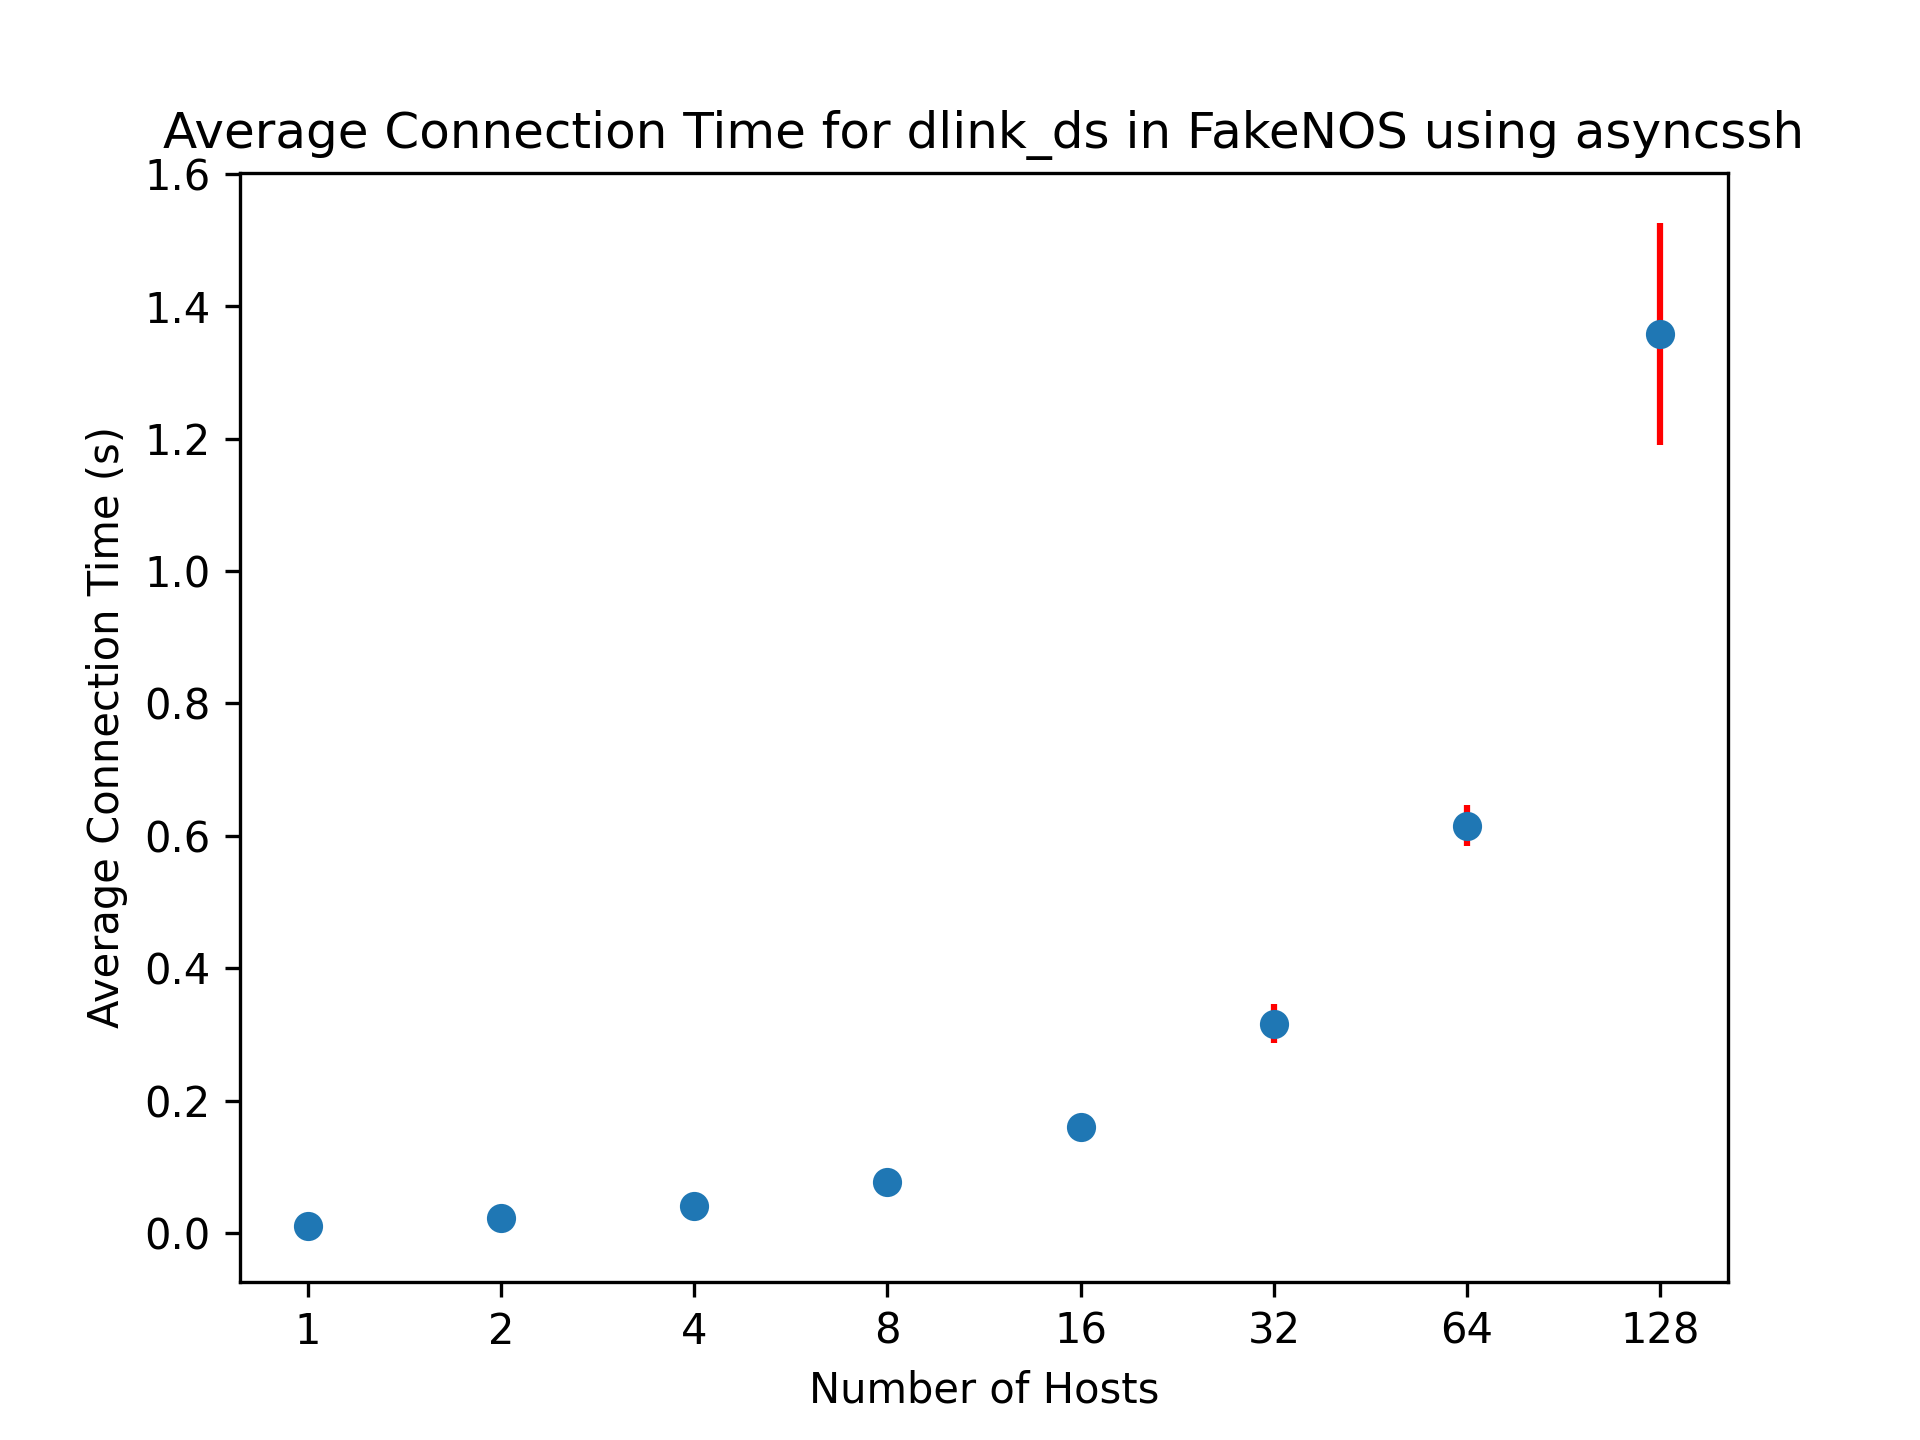 Average Connection Time for dlink_ds in FakeNOS using asyncssh
1.6
1.4
1.2
1.0
0.8
0.6
0.4
0.2
0.0
Average Connection Time (s)
1 2 4 8 16 32 64 128
Number of Hosts